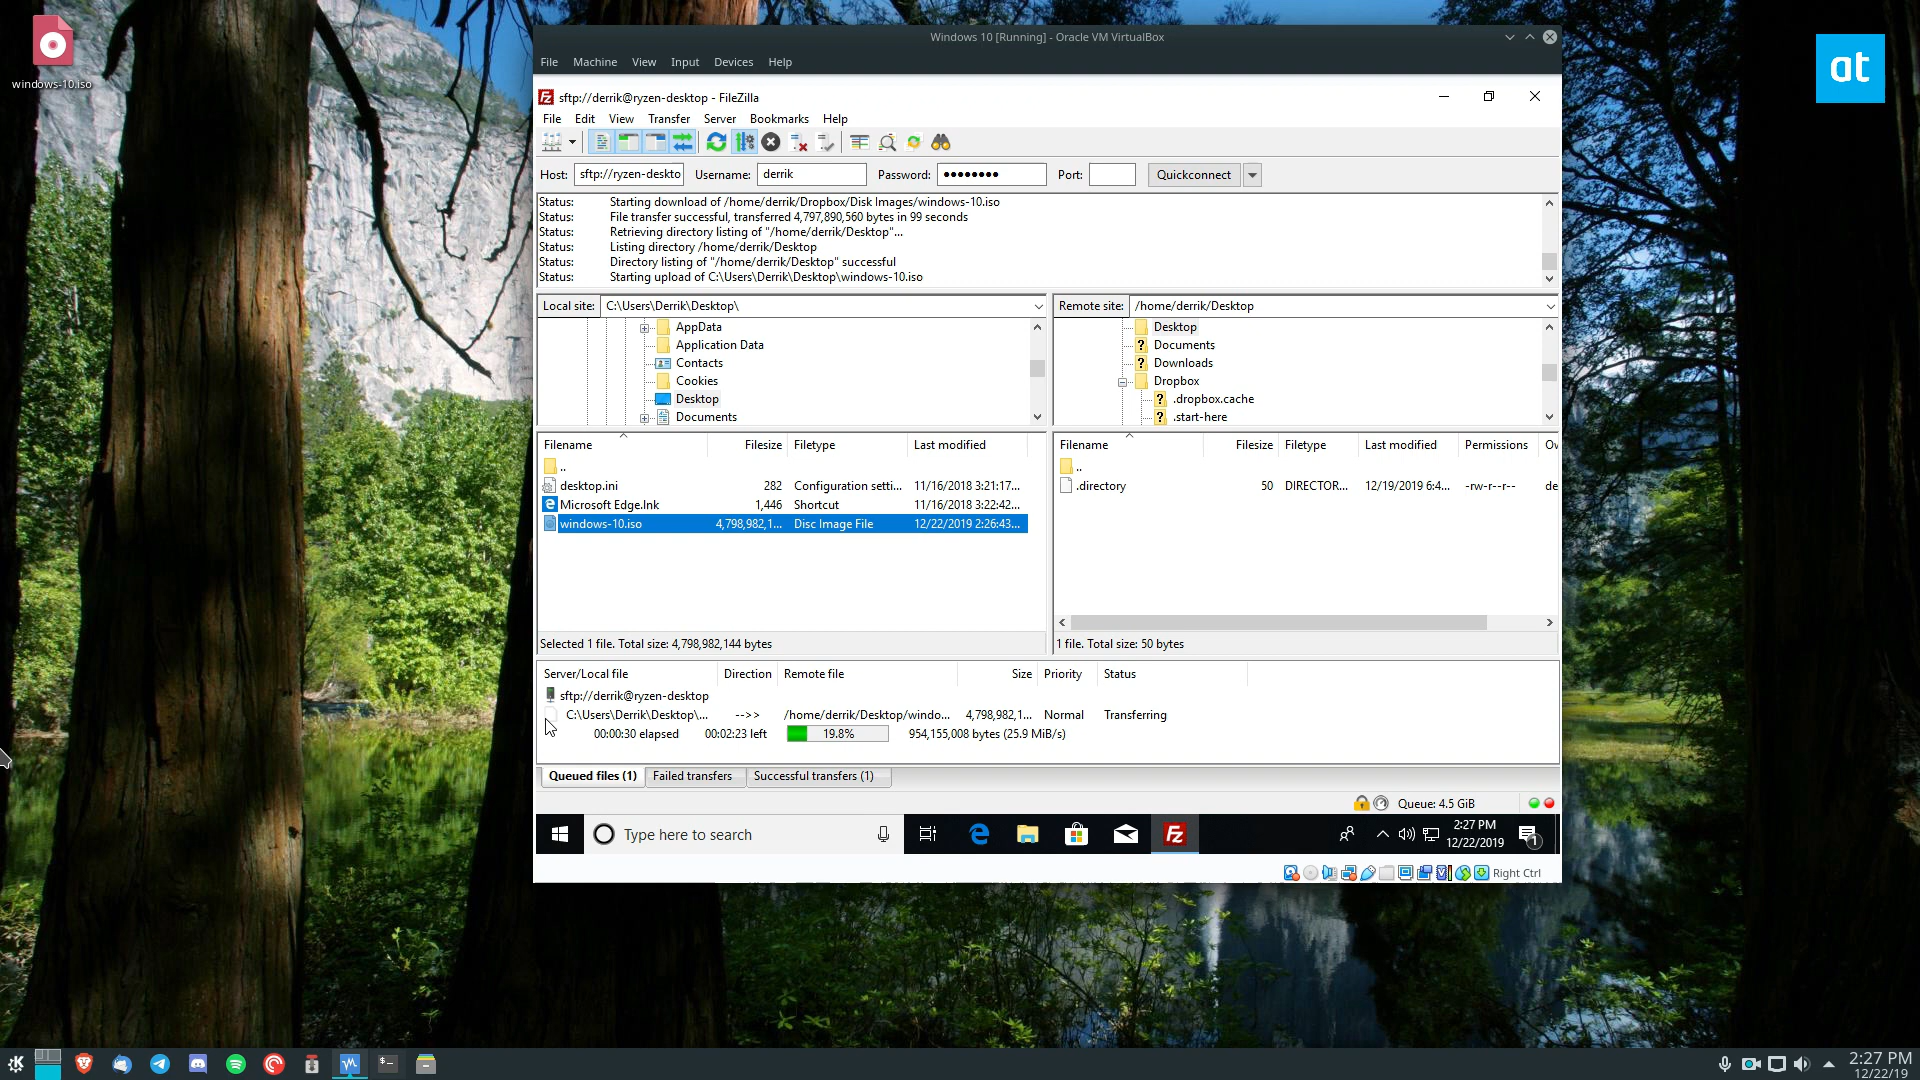 windows-10.iso
at
Windows 10 [Running] - Oracle VM VirtualBox
File Machine View Input Devices Help
sftp://derrik@ryzen-desktop - FileZilla
File Edit View Transfer Server Bookmarks Help
Host: sftp://ryzen-deskto Username: derrik Password: ●●●●●●●● Port: Quickconnect
Status: Starting download of /home/derrik/Dropbox/Disk Images/windows-10.iso
Status: File transfer successful, transferred 4,797,890,560 bytes in 99 seconds
Status: Retrieving directory listing of "/home/derrik/Desktop"...
Status: Listing directory /home/derrik/Desktop
Status: Directory listing of "/home/derrik/Desktop" successful
Status: Starting upload of C:\Users\Derrik\Desktop\windows-10.iso
Local site: C:\Users\Derrik\Desktop\
AppData
Application Data
Contacts
Cookies
Desktop
Documents
Remote site: /home/derrik/Desktop
Desktop
Documents
Downloads
Dropbox
.dropbox.cache
.start-here
Filename Filesize Filetype Last modified
..
desktop.ini 282 Configuration setti... 11/16/2018 3:21:17...
Microsoft Edge.lnk 1,446 Shortcut 11/16/2018 3:22:42...
windows-10.iso 4,798,982,1... Disc Image File 12/22/2019 2:26:43...
Selected 1 file. Total size: 4,798,982,144 bytes
Filename Filesize Filetype Last modified Permissions Ov
..
.directory 50 DIRECTOR... 12/19/2019 6:4... -rw-r--r-- de
1 file. Total size: 50 bytes
Server/Local file Direction Remote file Size Priority Status
sftp://derrik@ryzen-desktop
C:\Users\Derrik\Desktop\... -->> /home/derrik/Desktop/windo... 4,798,982,1... Normal Transferring
00:00:30 elapsed 00:02:23 left 19.8% 954,155,008 bytes (25.9 MiB/s)
Queued files (1) Failed transfers Successful transfers (1)
Queue: 4.5 GiB
Type here to search
2:27 PM
12/22/2019
1
Right Ctrl
2:27 PM
12/22/19